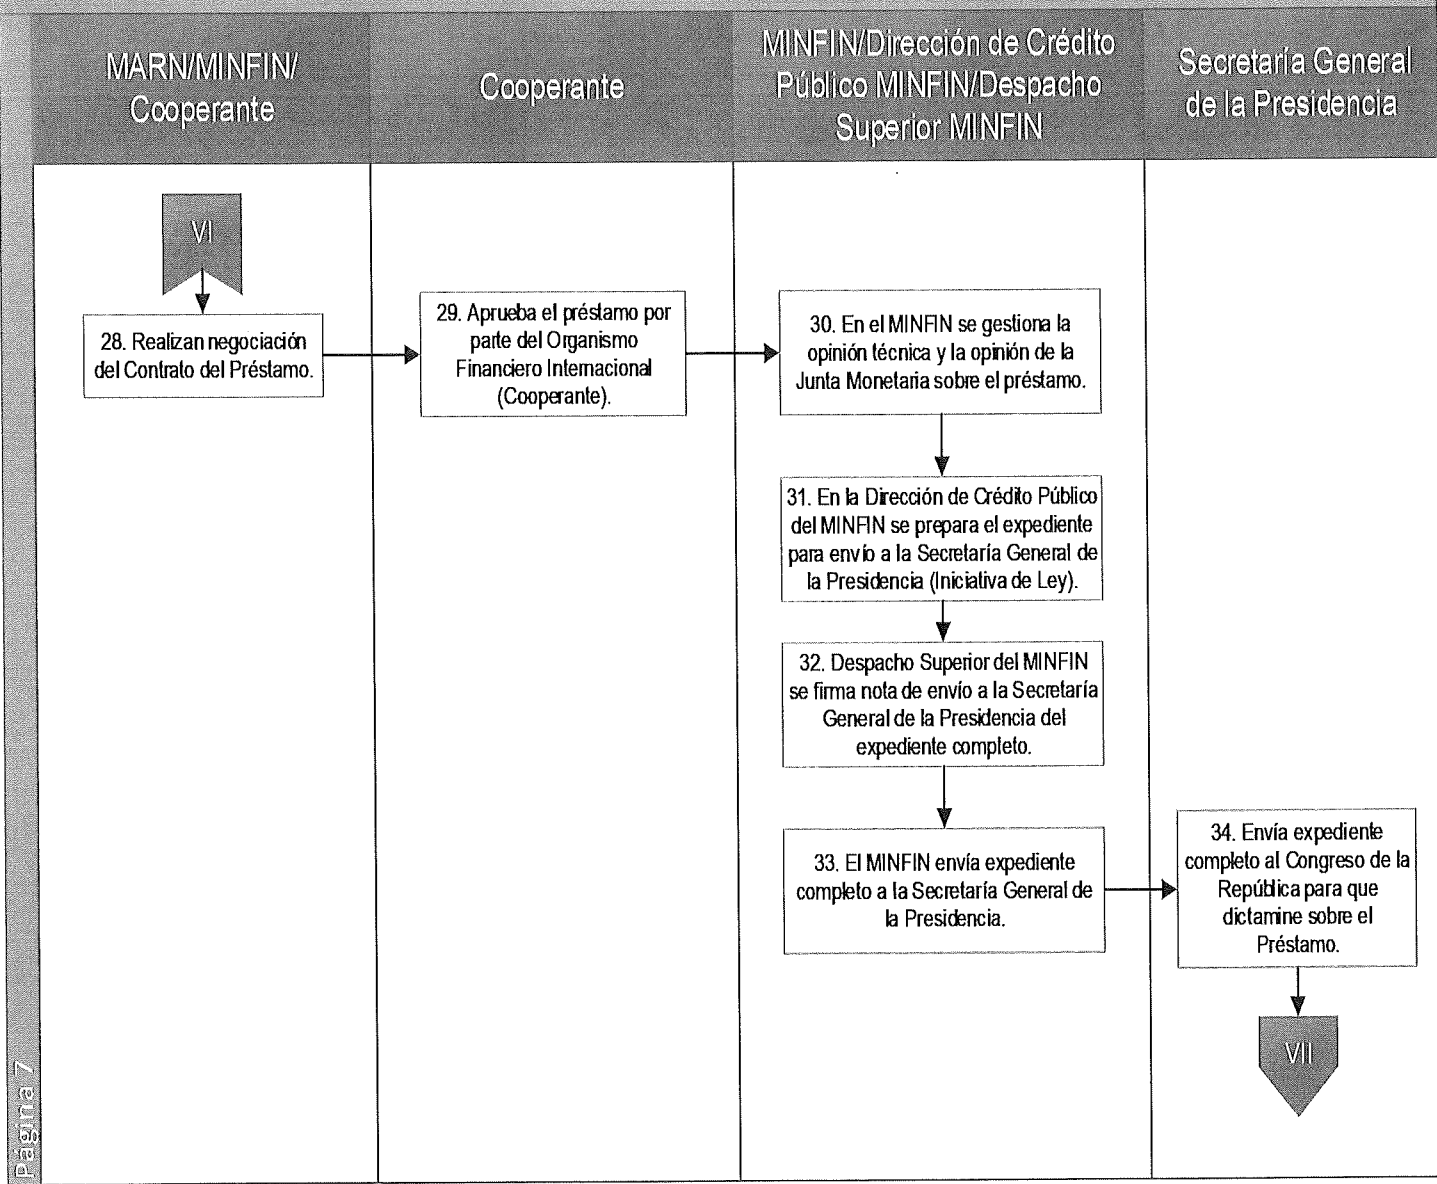 MARN/MINFIN/
Cooperante
Cooperante
MINFIN/Dirección de Crédito
Público MINFIN/Despacho
Superior MINFIN
Secretaría General
de la Presidencia
VI
28. Realizan negociación
del Contrato del Préstamo.
29. Aprueba el préstamo por
parte del Organismo
Financiero Internacional
(Cooperante).
30. En el MINFIN se gestiona la
opinión técnica y la opinión de la
Junta Monetaria sobre el préstamo.
31. En la Dirección de Crédito Público
del MINFIN se prepara el expediente
para envío a la Secretaría General de
la Presidencia (Iniciativa de Ley).
32. Despacho Superior del MINFIN
se firma nota de envío a la Secretaría
General de la Presidencia del
expediente completo.
33. El MINFIN envía expediente
completo a la Secretaría General de
la Presidencia.
34. Envía expediente
completo al Congreso de la
República para que
dictamine sobre el
Préstamo.
VII
Página 7